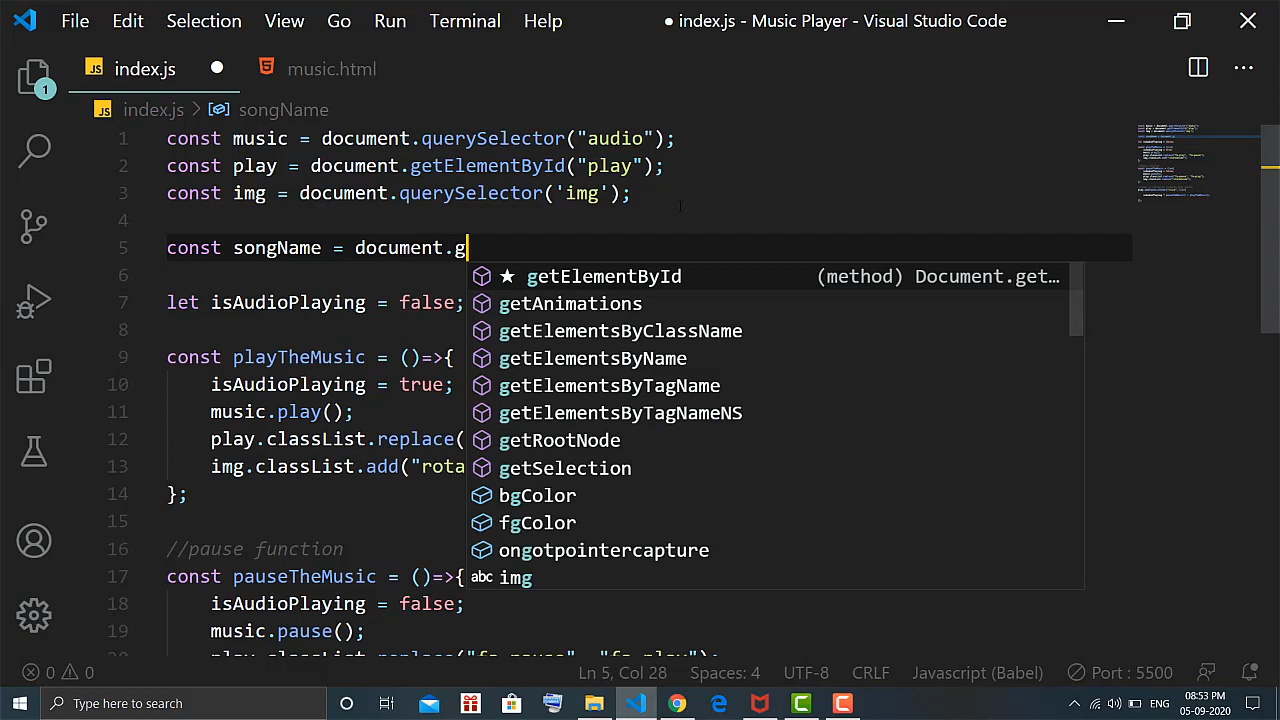 File Edit Selection View Go Run Terminal Help ● index.js - Music Player - Visual Studio Code
JS index.js ● music.html
1
JS index.js > songName
1 const music = document.querySelector("audio");
2 const play = document.getElementById("play");
3 const img = document.querySelector('img');
4
5 const songName = document.g
6 ★ getElementById (method) Document.get…
getAnimations
7 let isAudioPlaying = false;
8 getElementsByClassName
9 const playTheMusic = ()=>{ getElementsByName
10 isAudioPlaying = true; getElementsByTagName
11 music.play(); getElementsByTagNameNS
12 play.classList.replace( getRootNode
13 img.classList.add("rota getSelection
14 }; bgColor
15 fgColor
16 //pause function ongotpointercapture
17 const pauseTheMusic = ()=>{ abc img
18 isAudioPlaying = false;
19 music.pause();
0 0 Ln 5, Col 28 Spaces: 4 UTF-8 CRLF Javascript (Babel) Port : 5500
Type here to search ENG 08:53 PM
05-09-2020